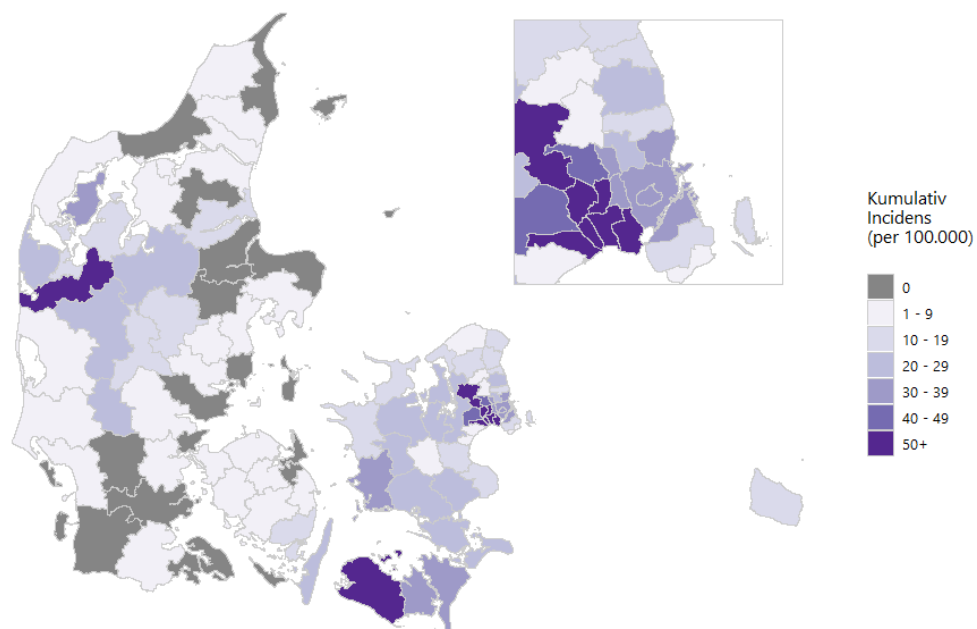 Kumulativ
Incidens
(per 100.000)
0
1 - 9
10 - 19
20 - 29
30 - 39
40 - 49
50+